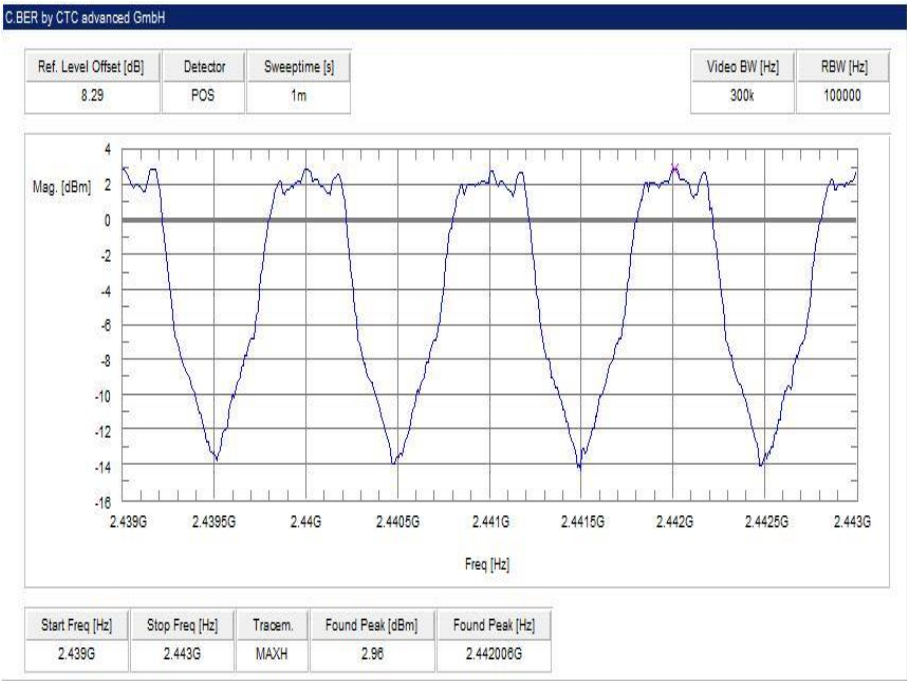 C.BER by CTC advanced GmbH
Ref. Level Offset [dB] Detector Sweeptime [s] Video BW [Hz] RBW [Hz]
8.29 POS 1m 300k 100000
4
Mag. [dBm] 2
0
-2
-4
-6
-8
-10
-12
-14
-16
2.439G 2.4395G 2.44G 2.4405G 2.441G 2.4415G 2.442G 2.4425G 2.443G
Freq [Hz]
Start Freq [Hz] Stop Freq [Hz] Tracem. Found Peak [dBm] Found Peak [Hz]
2.439G 2.443G MAXH 2.96 2.442006G